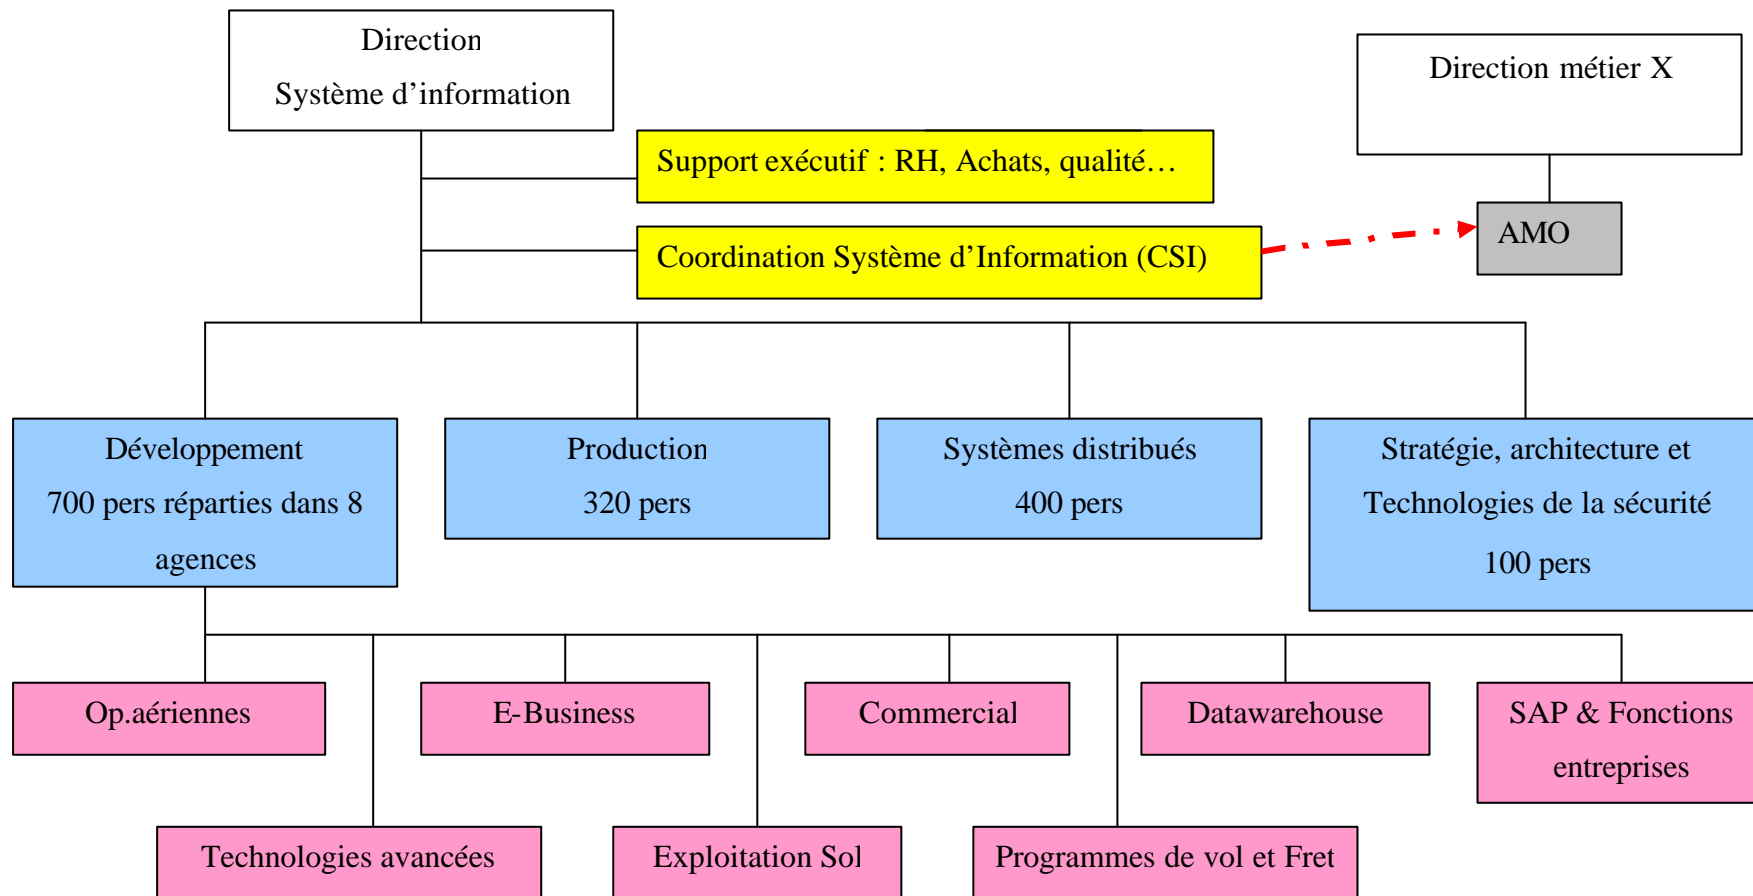 Direction
Système d’information
Direction métier X
Support exécutif : RH, Achats, qualité…
AMO
Coordination Système d’Information (CSI)
Développement
700 pers réparties dans 8
agences
Production
320 pers
Systèmes distribués
400 pers
Stratégie, architecture et
Technologies de la sécurité
100 pers
Op.aériennes
E-Business
Commercial
Datawarehouse
SAP & Fonctions
entreprises
Technologies avancées
Exploitation Sol
Programmes de vol et Fret